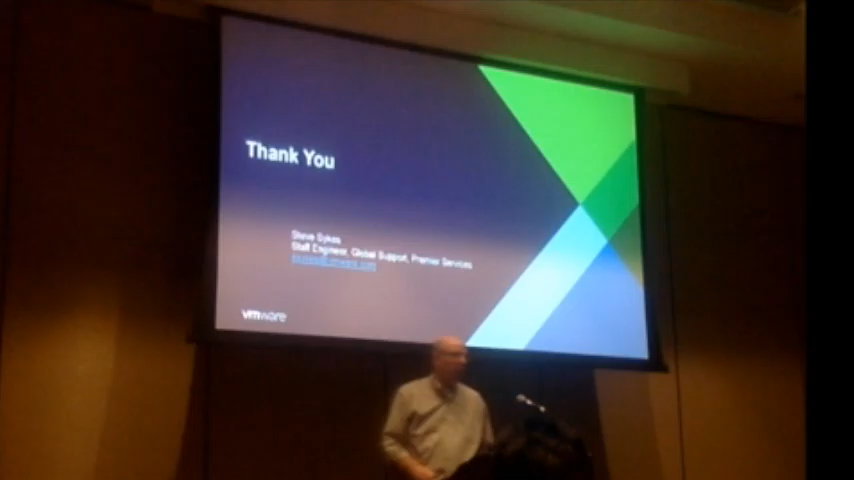 Thank You
Steve Sykes
Staff Engineer, Global Support, Premier Services
vmware